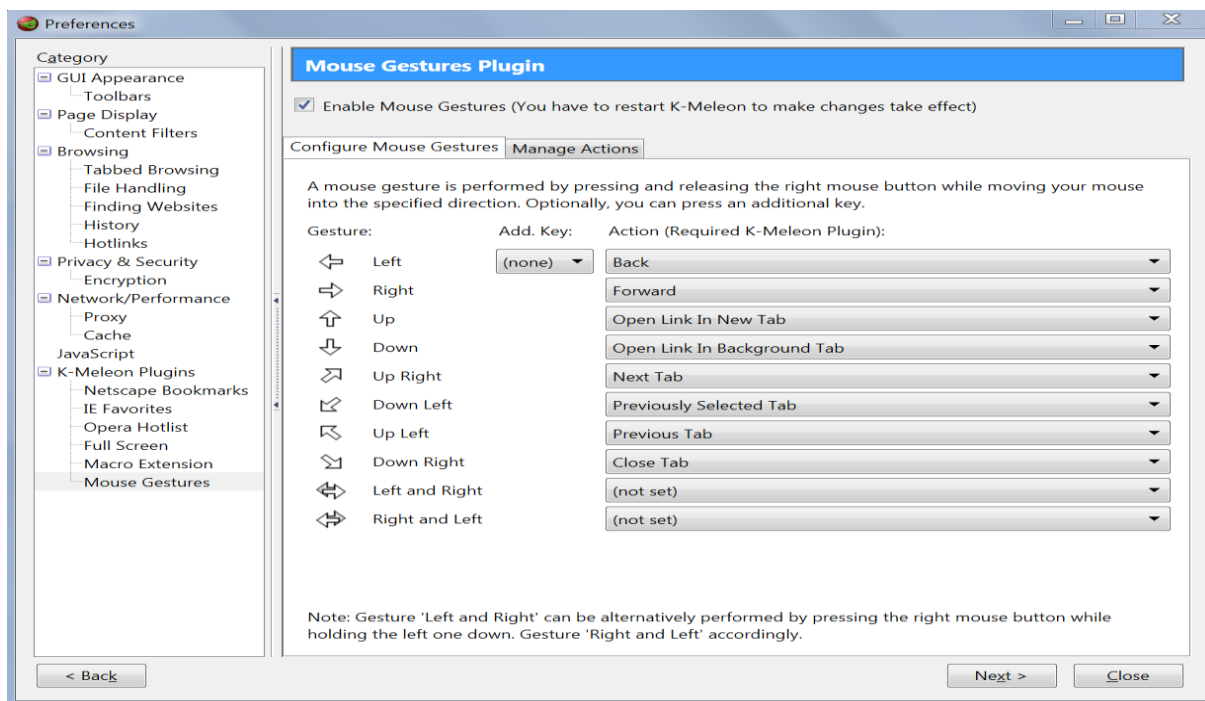 Preferences
Category
GUI Appearance
Toolbars
Page Display
Content Filters
Browsing
Tabbed Browsing
File Handling
Finding Websites
History
Hotlinks
Privacy & Security
Encryption
Network/Performance
Proxy
Cache
JavaScript
K-Meleon Plugins
Netscape Bookmarks
IE Favorites
Opera Hotlist
Full Screen
Macro Extension
Mouse Gestures
Mouse Gestures Plugin
Enable Mouse Gestures (You have to restart K-Meleon to make changes take effect)
Configure Mouse Gestures Manage Actions
A mouse gesture is performed by pressing and releasing the right mouse button while moving your mouse
into the specified direction. Optionally, you can press an additional key.
Gesture: Add. Key: Action (Required K-Meleon Plugin):
Left (none) Back
Right Forward
Up Open Link In New Tab
Down Open Link In Background Tab
Up Right Next Tab
Down Left Previously Selected Tab
Up Left Previous Tab
Down Right Close Tab
Left and Right (not set)
Right and Left (not set)
Note: Gesture 'Left and Right' can be alternatively performed by pressing the right mouse button while
holding the left one down. Gesture 'Right and Left' accordingly.
< Back Next > Close